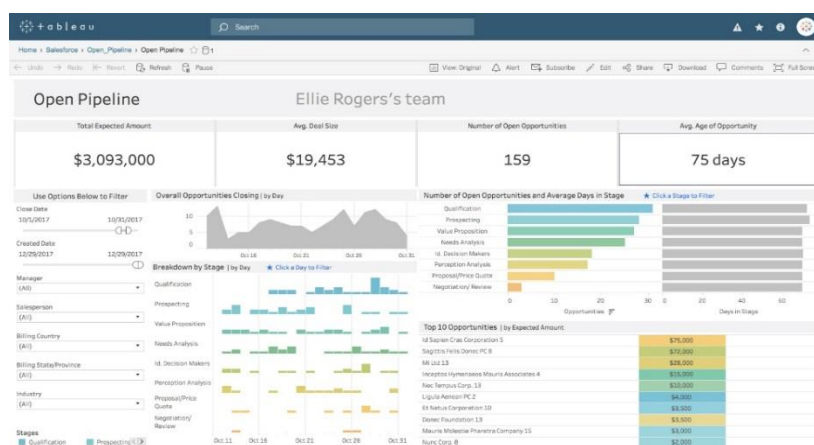 tableau
Search
Home › Salesforce › Open_Pipeline › Open Pipeline 1
Undo Redo Revert Refresh Pause
View: Original Alert Subscribe Edit Share Download Comments Full Screen
Open Pipeline
Ellie Rogers's team
Total Expected Amount
$3,093,000
Avg. Deal Size
$19,453
Number of Open Opportunities
159
Avg. Age of Opportunity
75 days
Use Options Below to Filter
Close Date
10/1/2017 10/31/2017
Created Date
12/29/2017 12/29/2017
Manager
(All)
Salesperson
(All)
Billing Country
(All)
Billing State/Province
(All)
Industry
(All)
Stages
Qualification Prospecting
Overall Opportunities Closing | by Day
10
5
0
Oct 16 Oct 21 Oct 26 Oct 31
Breakdown by Stage | by Day Click a Day to Filter
Qualification
Prospecting
Value Proposition
Needs Analysis
Id. Decision Makers
Perception Analysis
Proposal/Price
Quote
Negotiation/
Review
Oct 11 Oct 16 Oct 21 Oct 26 Oct 31
Number of Open Opportunities and Average Days in Stage Click a Stage to Filter
Qualification
Prospecting
Value Proposition
Needs Analysis
Id. Decision Makers
Perception Analysis
Proposal/Price Quote
Negotiation/ Review
0 10 20 30
Opportunities
0 20 40 60
Days in Stage
Top 10 Opportunities | by Expected Amount
Id Sapien Cras Corporation 5 $75,000
Sagittis Felis Donec PC 8 $72,000
Mi Ltd 13 $28,000
Inceptos Hymenaeos Mauris Associates 4 $15,000
Nec Tempus Corp. 13 $10,000
Ligula Aenean PC 2 $4,000
Et Netus Corporation 10 $3,500
Donec Foundation 13 $3,500
Mauris Molestie Pharetra Company 15 $3,000
Nunc Corp. 8 $2,000